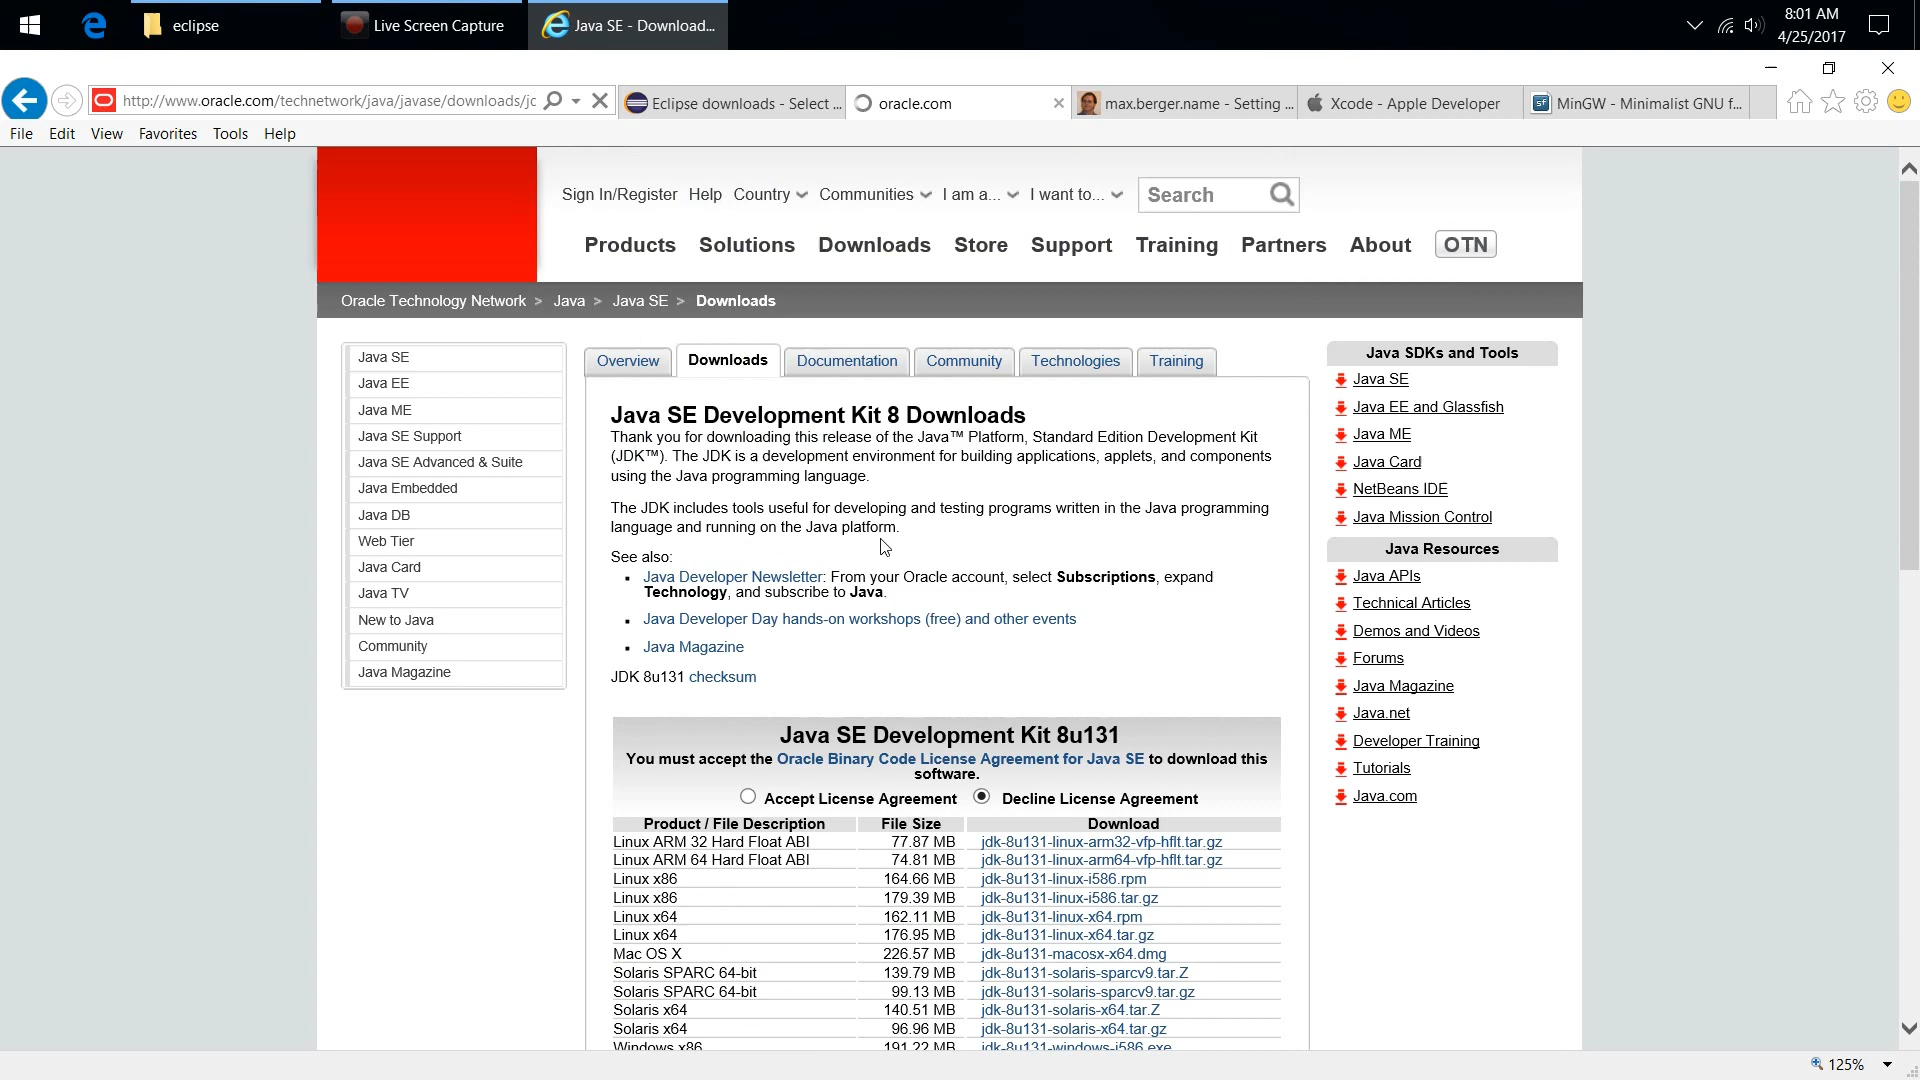 eclipse
Live Screen Capture
Java SE - Download...
8:01 AM
4/25/2017
http://www.oracle.com/technetwork/java/javase/downloads/jc
Eclipse downloads - Select ...
oracle.com
max.berger.name - Setting ...
Xcode - Apple Developer
MinGW - Minimalist GNU f...
File Edit View Favorites Tools Help
Sign In/Register Help Country Communities I am a... I want to... Search
Products Solutions Downloads Store Support Training Partners About OTN
Oracle Technology Network > Java > Java SE > Downloads
Java SE
Java EE
Java ME
Java SE Support
Java SE Advanced & Suite
Java Embedded
Java DB
Web Tier
Java Card
Java TV
New to Java
Community
Java Magazine
Overview Downloads Documentation Community Technologies Training
Java SE Development Kit 8 Downloads
Thank you for downloading this release of the Java™ Platform, Standard Edition Development Kit
(JDK™). The JDK is a development environment for building applications, applets, and components
using the Java programming language.
The JDK includes tools useful for developing and testing programs written in the Java programming
language and running on the Java platform.
See also:
Java Developer Newsletter: From your Oracle account, select Subscriptions, expand
Technology, and subscribe to Java.
Java Developer Day hands-on workshops (free) and other events
Java Magazine
JDK 8u131 checksum
Java SE Development Kit 8u131
You must accept the Oracle Binary Code License Agreement for Java SE to download this
software.
Accept License Agreement Decline License Agreement
Product / File Description File Size Download
Linux ARM 32 Hard Float ABI 77.87 MB jdk-8u131-linux-arm32-vfp-hflt.tar.gz
Linux ARM 64 Hard Float ABI 74.81 MB jdk-8u131-linux-arm64-vfp-hflt.tar.gz
Linux x86 164.66 MB jdk-8u131-linux-i586.rpm
Linux x86 179.39 MB jdk-8u131-linux-i586.tar.gz
Linux x64 162.11 MB jdk-8u131-linux-x64.rpm
Linux x64 176.95 MB jdk-8u131-linux-x64.tar.gz
Mac OS X 226.57 MB jdk-8u131-macosx-x64.dmg
Solaris SPARC 64-bit 139.79 MB jdk-8u131-solaris-sparcv9.tar.Z
Solaris SPARC 64-bit 99.13 MB jdk-8u131-solaris-sparcv9.tar.gz
Solaris x64 140.51 MB jdk-8u131-solaris-x64.tar.Z
Solaris x64 96.96 MB jdk-8u131-solaris-x64.tar.gz
Windows x86 191.22 MB jdk-8u131-windows-i586.exe
Java SDKs and Tools
Java SE
Java EE and Glassfish
Java ME
Java Card
NetBeans IDE
Java Mission Control
Java Resources
Java APIs
Technical Articles
Demos and Videos
Forums
Java Magazine
Java.net
Developer Training
Tutorials
Java.com
125%